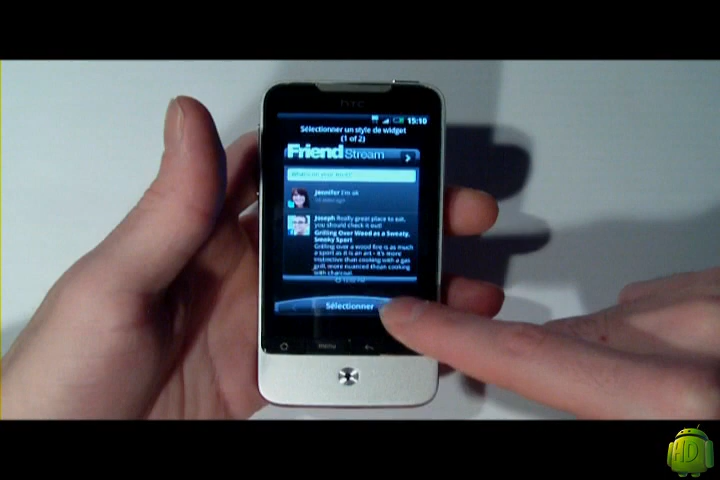 hTC
15:10
Sélectionner un style de widget
(1 of 2)
Friend Stream
What's on your mind?
Jennifer I'm ok
Joseph Really great place to eat,
you should check it out!
Grilling Over Wood as a Sweaty,
Smoky Sport
Grilling over a wood fire is as much
a sport as it is an art - it's more
instinctive than cooking with a gas
grill, more nuanced than cooking
with charcoal.
Sélectionner
menu
HD